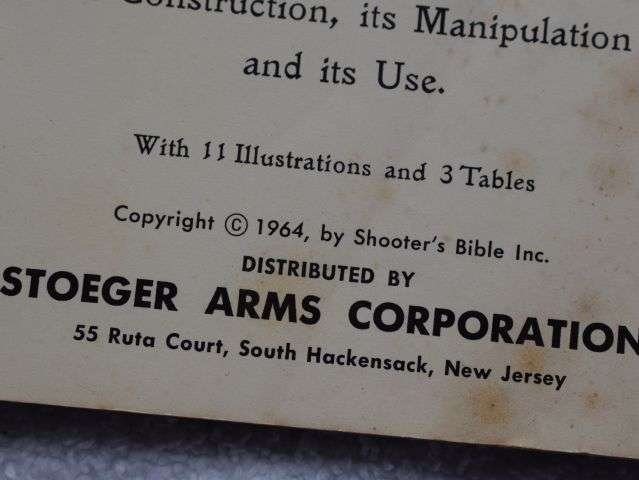 Construction, its Manipulation
and its Use.
With 11 Illustrations and 3 Tables
Copyright © 1964, by Shooter's Bible Inc.
DISTRIBUTED BY
STOEGER ARMS CORPORATION
55 Ruta Court, South Hackensack, New Jersey